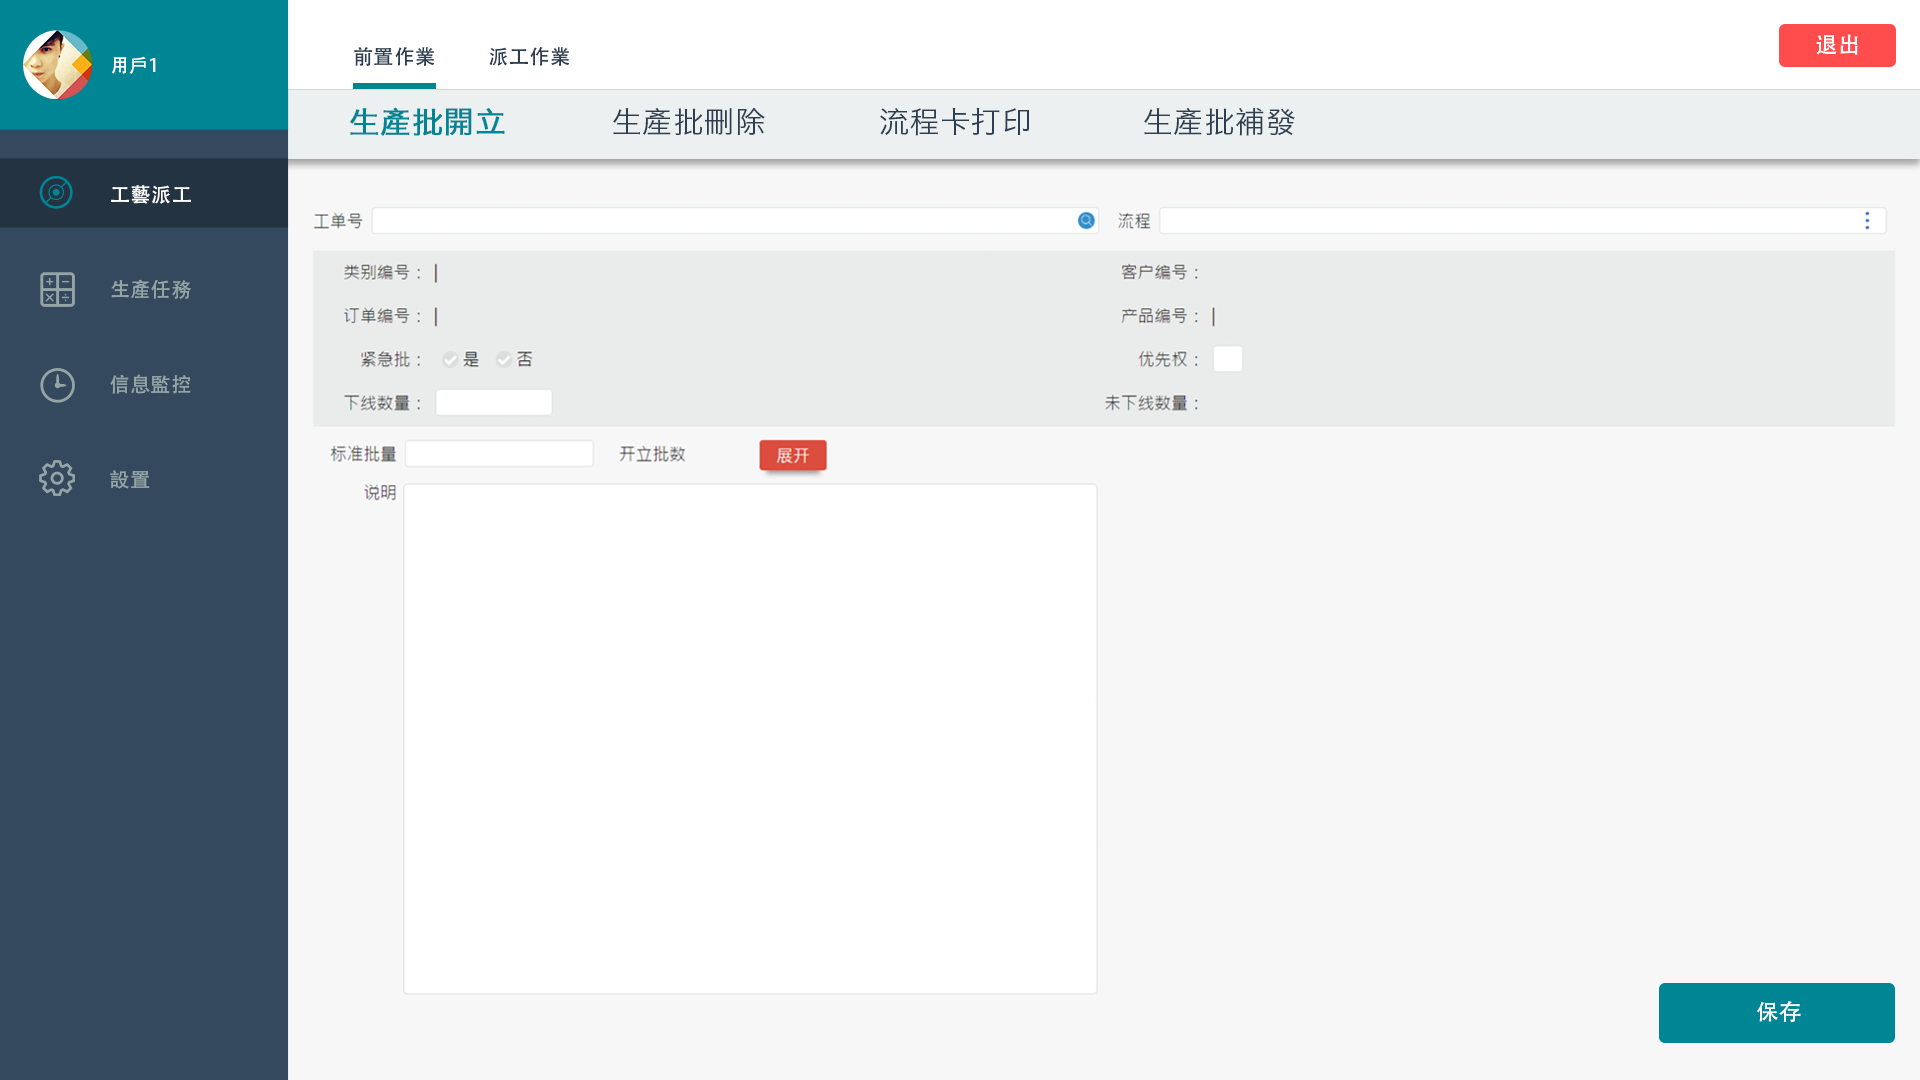 用戶1
工藝派工
生產任務
信息監控
設置
前置作業 派工作業
退出
生產批開立 生產批刪除 流程卡打印 生產批補發
工单号 流程
类别编号： | 客户编号：
订单编号： | 产品编号： |
紧急批： 是 否 优先权：
下线数量： 未下线数量：
标准批量 开立批数 展开
说明
保存